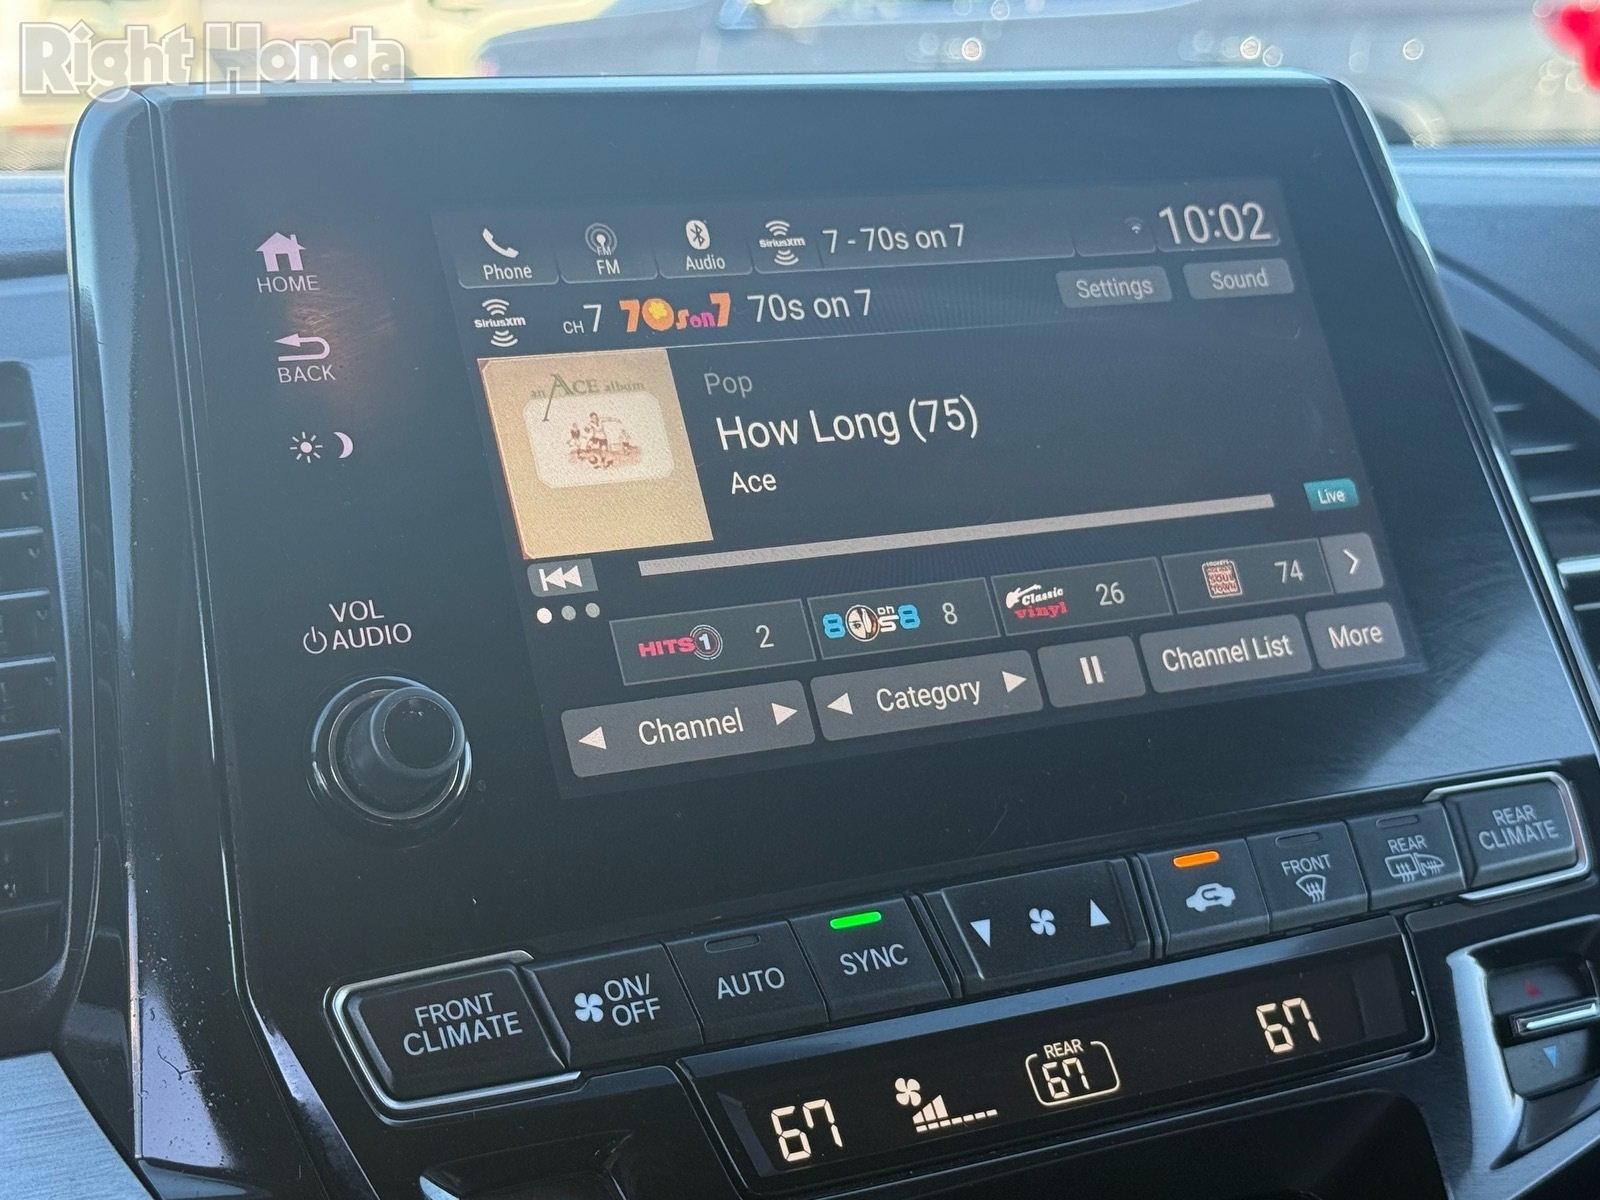 Right Honda
HOME
BACK
VOL
AUDIO
Phone
FM
Audio
SiriusXM
7 - 70s on 7
10:02
SiriusXM
CH 7
70s on 7
70s on 7
Settings
Sound
an ACE album
Pop
How Long (75)
Ace
Live
HITS 1
2
80s on 8
8
Classic vinyl
26
SOUL TOWN
74
Channel
Category
Channel List
More
FRONT
CLIMATE
ON/
OFF
AUTO
SYNC
FRONT
REAR
REAR
CLIMATE
67
REAR
67
67